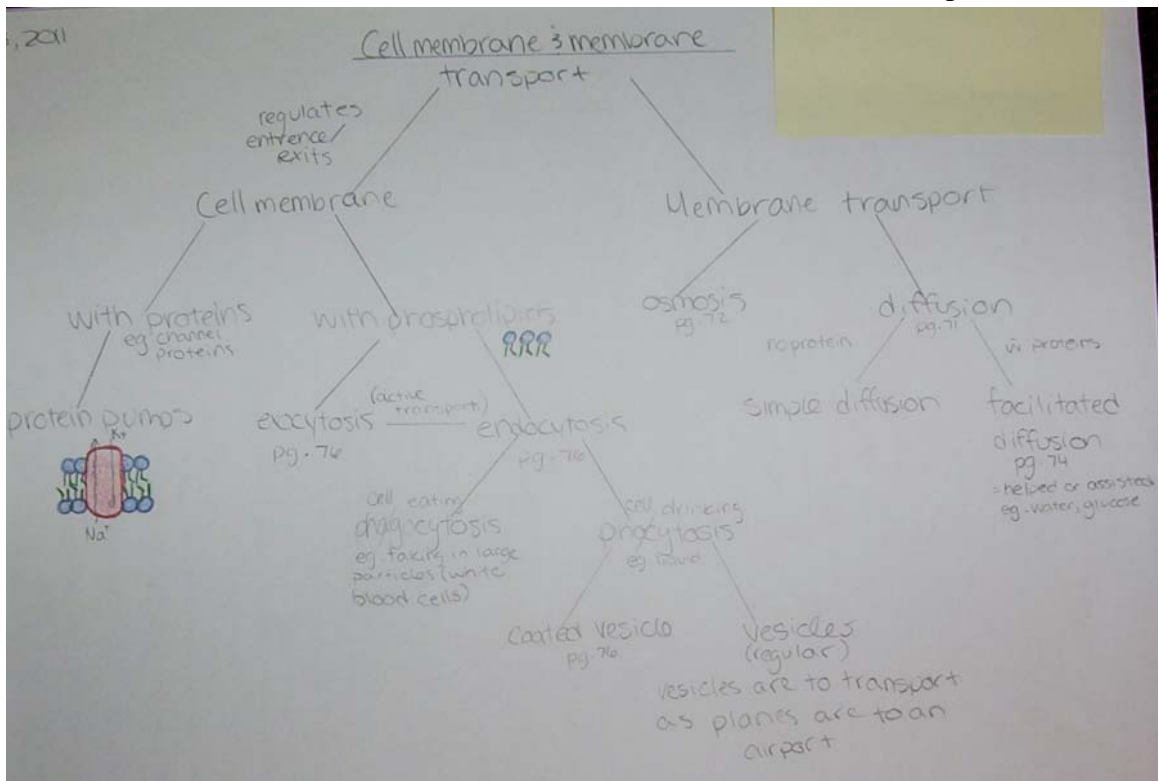 , 2011
Cell membrane & membrane
transport
regulates
entrence/
exits
Cell membrane
Membrane transport
with proteins
eg channel
proteins
with phospholipids
osmosis
pg. 72
diffusion
pg. 71
no protein
w proteins
protein pumps
K+
Na+
exocytosis
pg. 76
(active
transport)
endocytosis
pg. 76
simple diffusion
facilitated
diffusion
pg. 74
= helped or assisted
eg. water, glucose
cell eating
phagocytosis
eg. taking in large
particles (white
blood cells)
cell drinking
pinocytosis
eg.
coated vesicle
pg. 76
vesicles
(regular)
vesicles are to transport
as planes are to an
airport